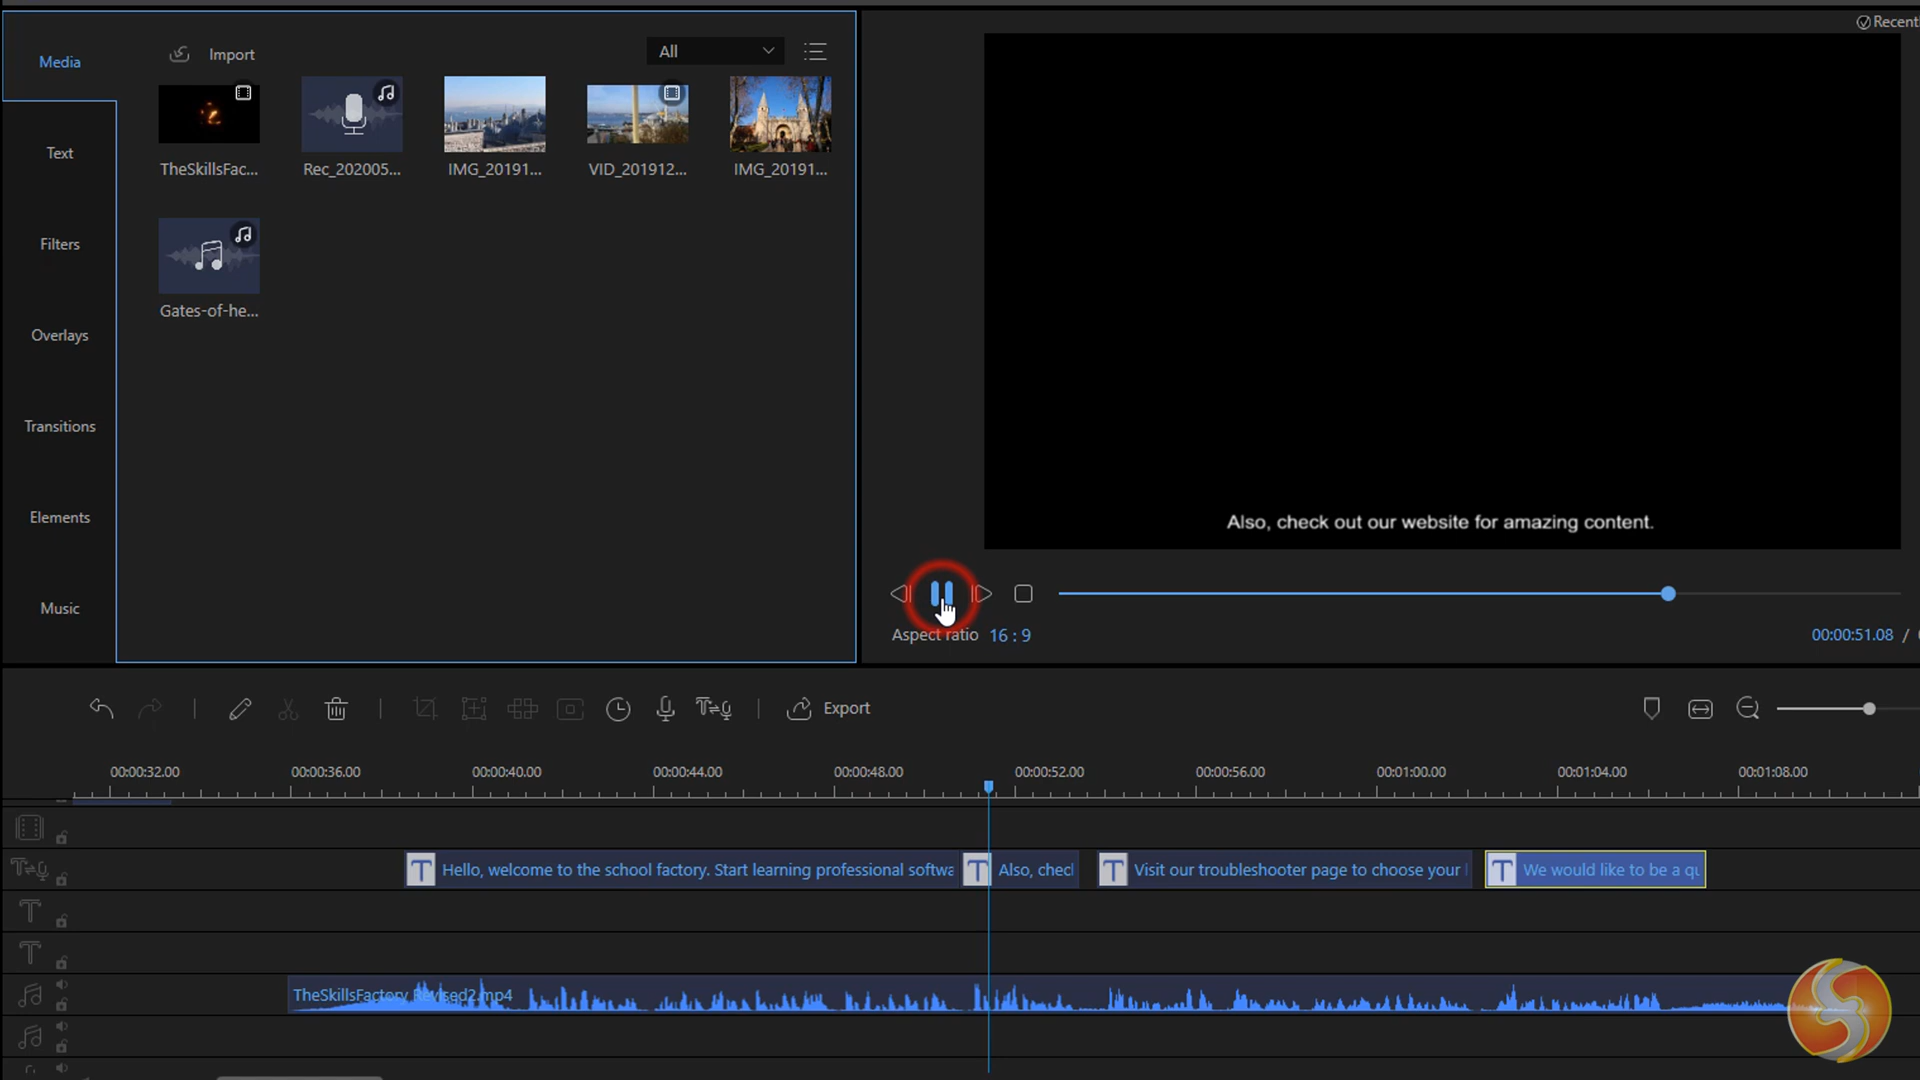 Recent
Media
Import
All
TheSkillsFac...
Rec_202005...
IMG_20191...
VID_201912...
IMG_20191...
Text
Filters
Gates-of-he...
Overlays
Transitions
Elements
Music
Also, check out our website for amazing content.
Aspect ratio 16 : 9
00:00:51.08 /
Export
00:00:32.00 00:00:36.00 00:00:40.00 00:00:44.00 00:00:48.00 00:00:52.00 00:00:56.00 00:01:00.00 00:01:04.00 00:01:08.00
Hello, welcome to the school factory. Start learning professional softwa
Also, checl
Visit our troubleshooter page to choose your
We would like to be a qu
TheSkillsFactory_Revised2.mp4